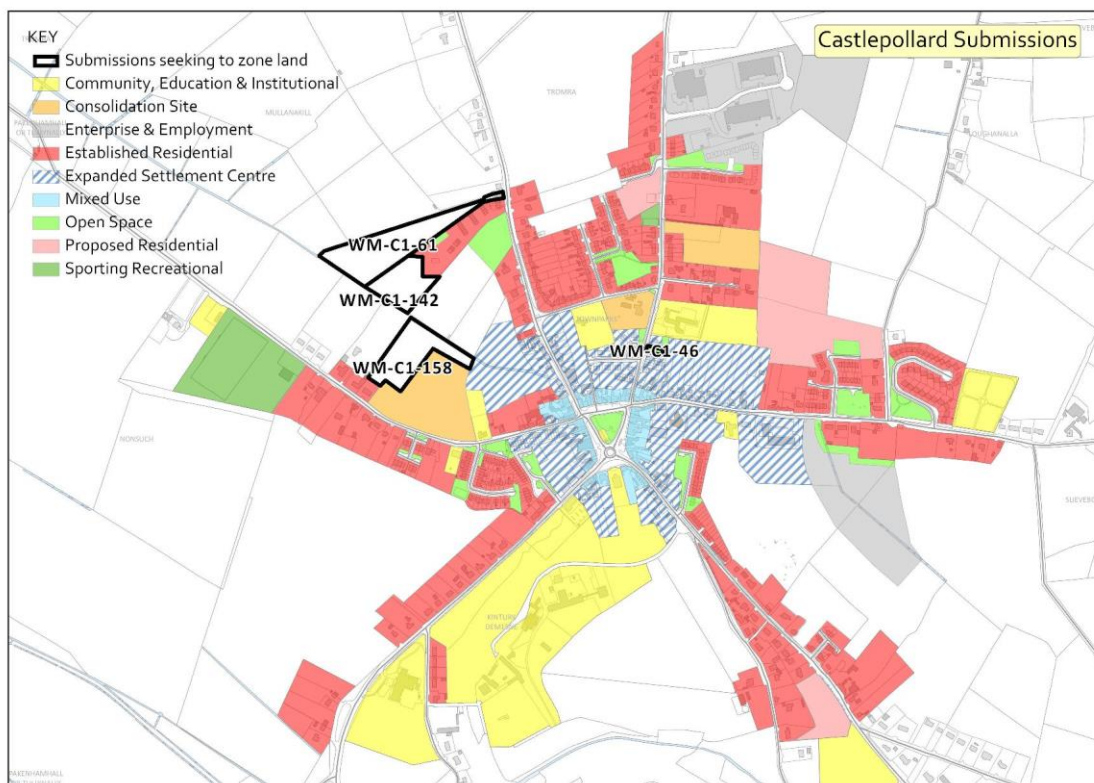 Castlepollard Submissions
KEY
Submissions seeking to zone land
Community, Education & Institutional
Consolidation Site
Enterprise & Employment
Established Residential
Expanded Settlement Centre
Mixed Use
Open Space
Proposed Residential
Sporting Recreational
TROMRA
MULLANAKILL
WM-C1-61
WM-C1-142
WM-C1-46
WM-C1-158
NONSUCH
KINTURK
DEMESNE